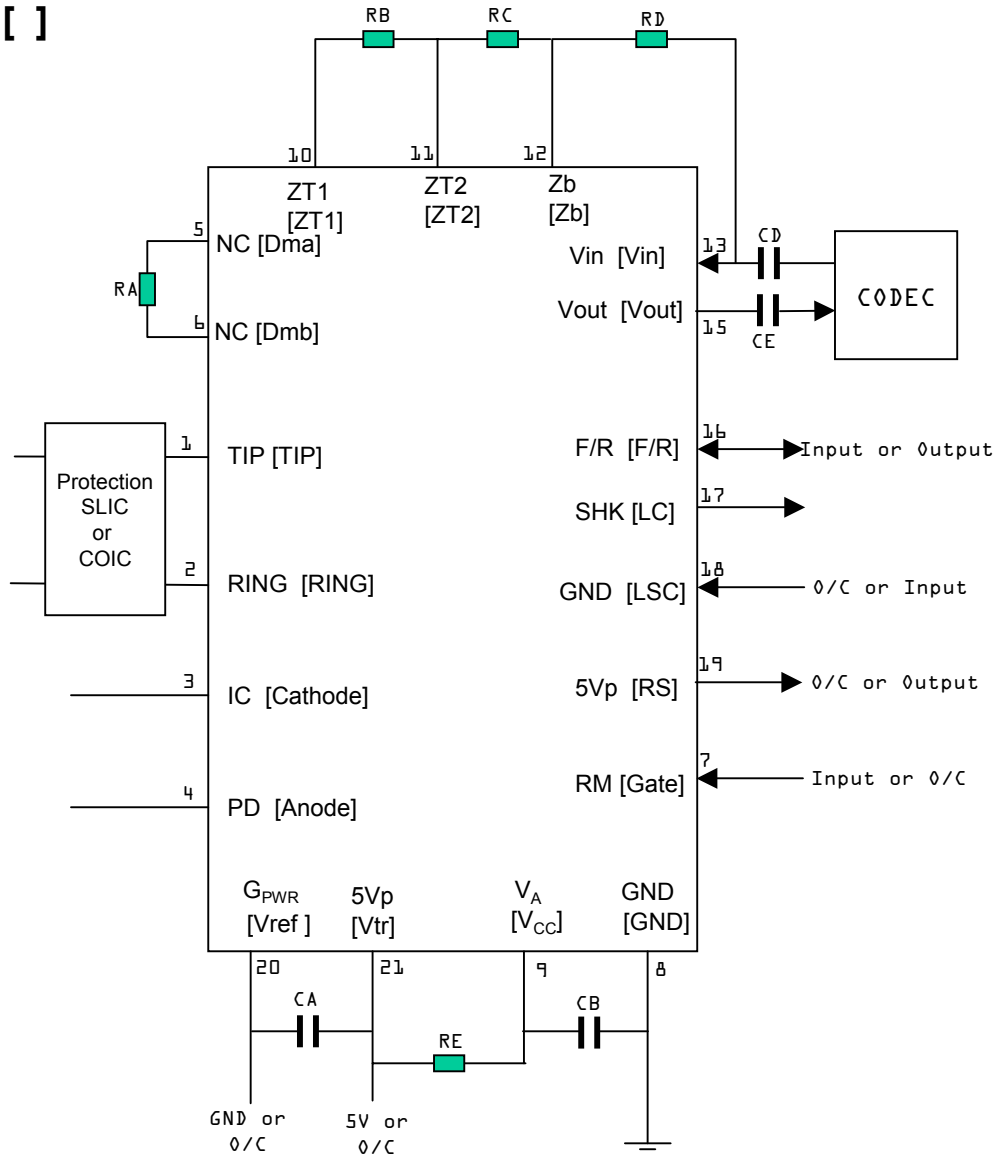 [ ]
RB
RC
RD
10
11
12
ZT1
[ZT1]
ZT2
[ZT2]
Zb
[Zb]
5
NC [Dma]
RA
6
NC [Dmb]
Vin [Vin]
13
CD
Vout [Vout]
15
CE
CODEC
Protection
SLIC
or
COIC
1
TIP [TIP]
2
RING [RING]
3
IC [Cathode]
4
PD [Anode]
F/R [F/R]
16
Input or Output
SHK [LC]
17
GND [LSC]
18
O/C or Input
5Vp [RS]
19
O/C or Output
RM [Gate]
7
Input or O/C
GPWR
[Vref ]
5Vp
[Vtr]
VA
[VCC]
GND
[GND]
20
21
9
8
CA
CB
RE
GND or
O/C
5V or
O/C